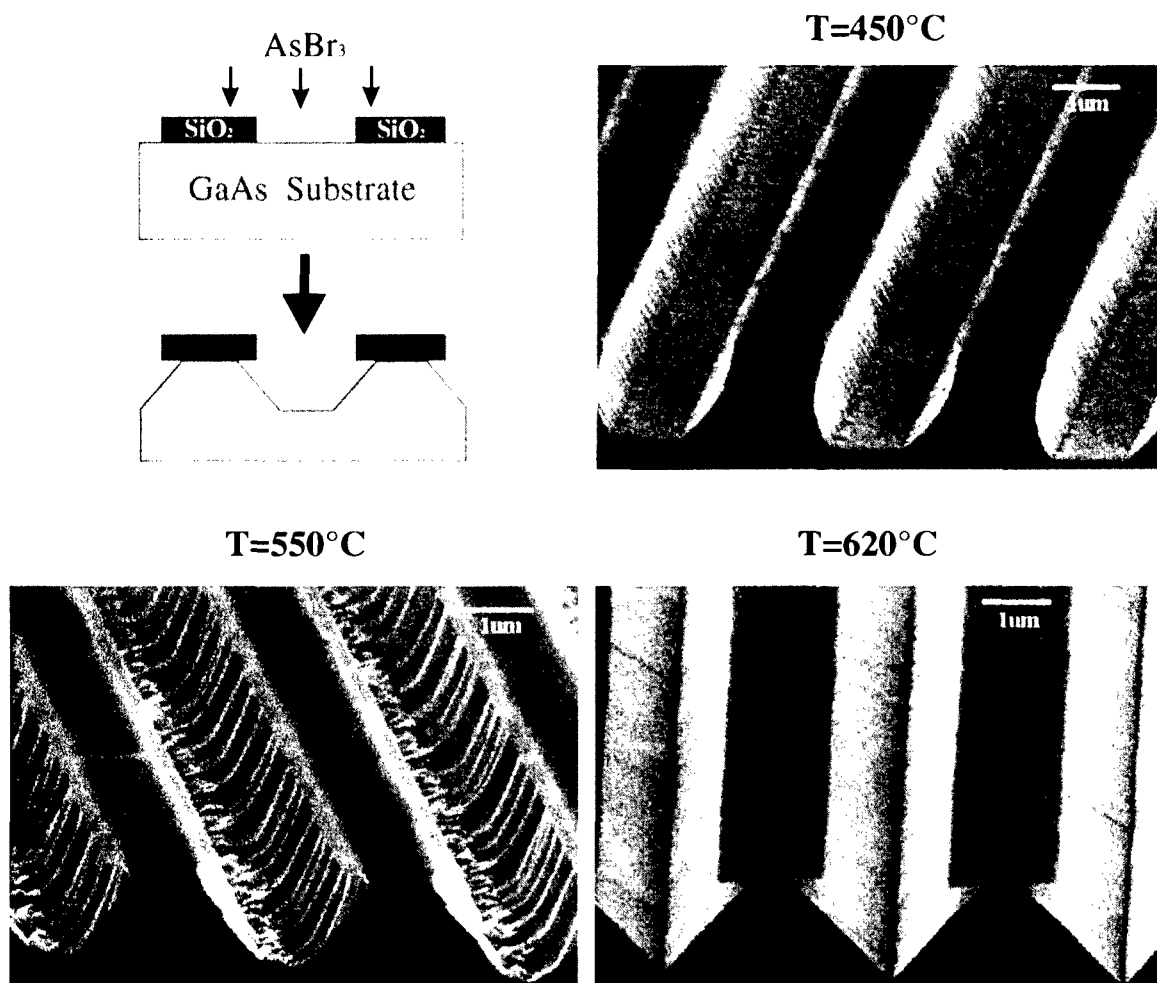 AsBr₃
SiO₂ SiO₂
GaAs Substrate
T=450°C
1um
T=550°C
1um
T=620°C
1um